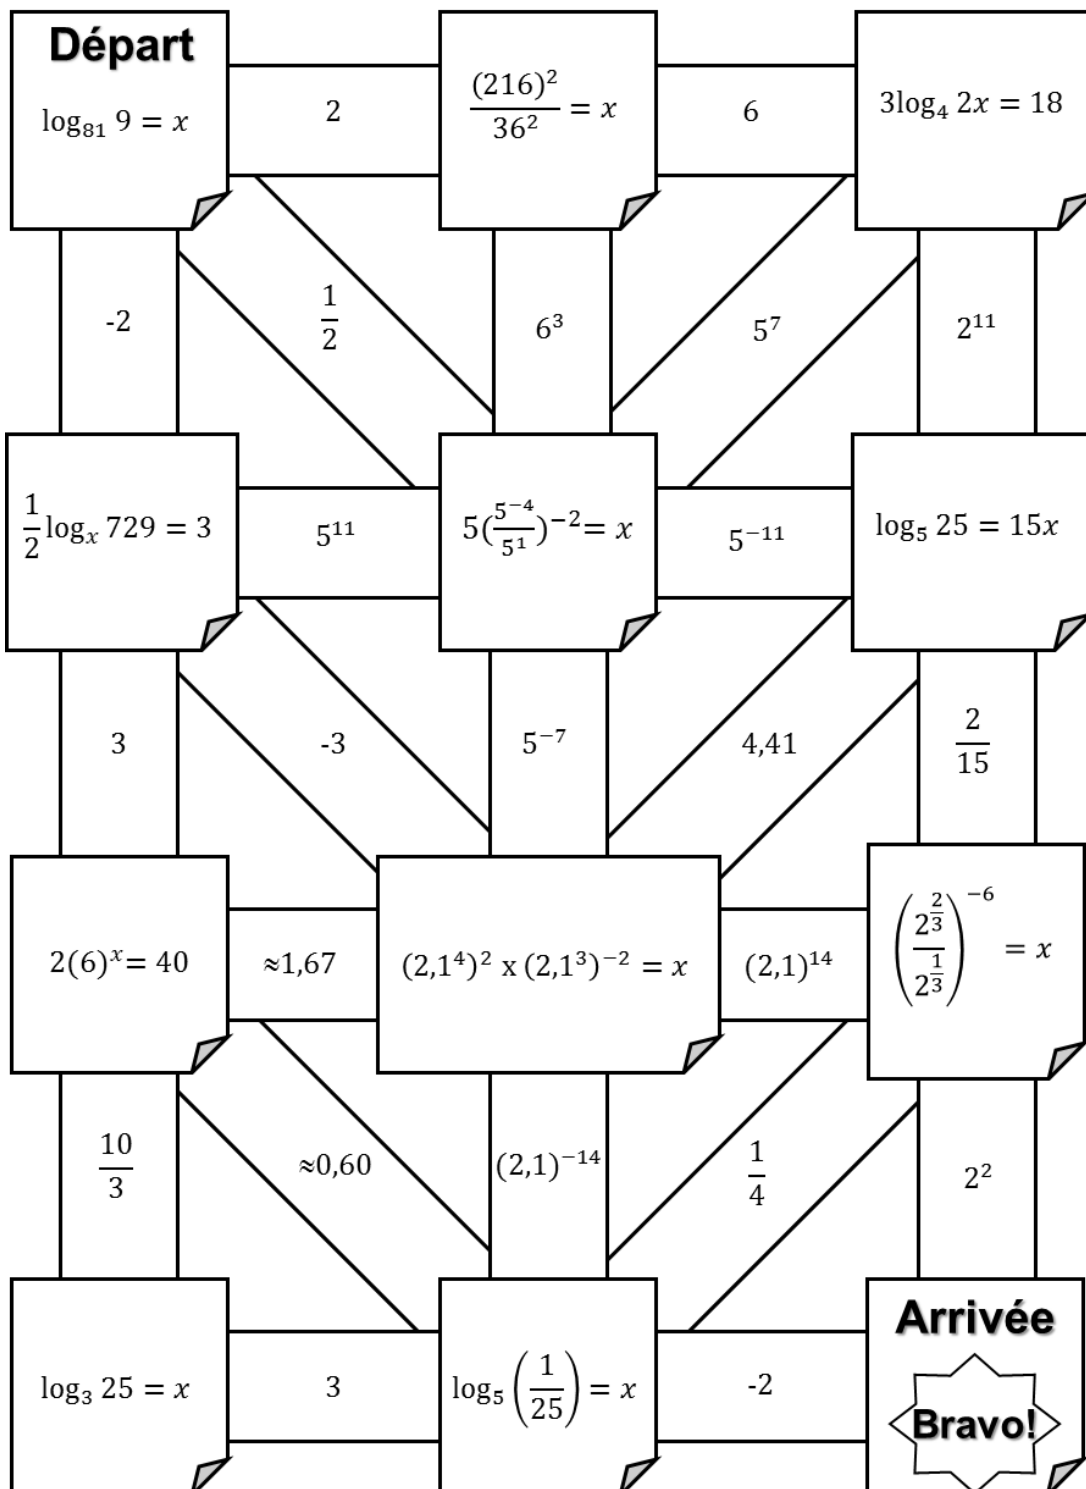 Départ
log₈₁ 9 = x
2
(216)²/36² = x
6
3log₄ 2x = 18
-2
1/2
6³
5⁷
2¹¹
1/2 logₓ 729 = 3
5¹¹
5(5⁻⁴/5¹)⁻² = x
5⁻¹¹
log₅ 25 = 15x
3
-3
5⁻⁷
4,41
2/15
2(6)ˣ = 40
≈1,67
(2,1⁴)² x (2,1³)⁻² = x
(2,1)¹⁴
(2^(2/3)/2^(1/3))⁻⁶ = x
10/3
≈0,60
(2,1)⁻¹⁴
1/4
2²
log₃ 25 = x
3
log₅ (1/25) = x
-2
Arrivée
Bravo!